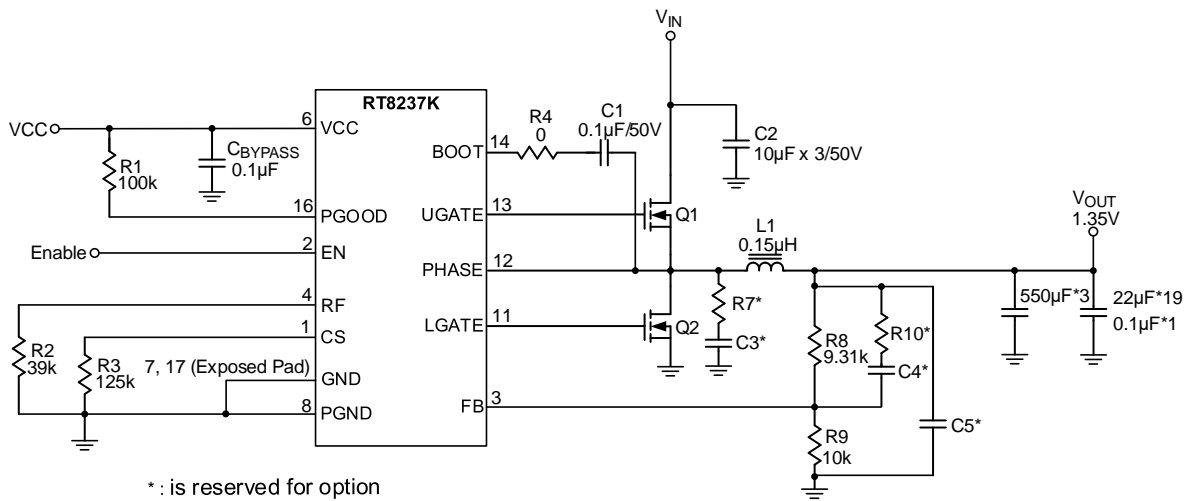 V_IN
RT8237K
VCC
6
VCC
R1
100k
C_BYPASS
0.1µF
BOOT
14
R4
0
C1
0.1µF/50V
C2
10µF x 3/50V
16
PGOOD
UGATE
13
Q1
V_OUT
1.35V
Enable
2
EN
L1
0.15µH
PHASE
12
4
RF
1
CS
LGATE
11
Q2
R7*
C3*
R8
9.31k
R10*
C4*
550µF*3
22µF*19
0.1µF*1
R2
39k
R3
125k
7, 17 (Exposed Pad)
GND
8
PGND
FB
3
R9
10k
C5*
* : is reserved for option